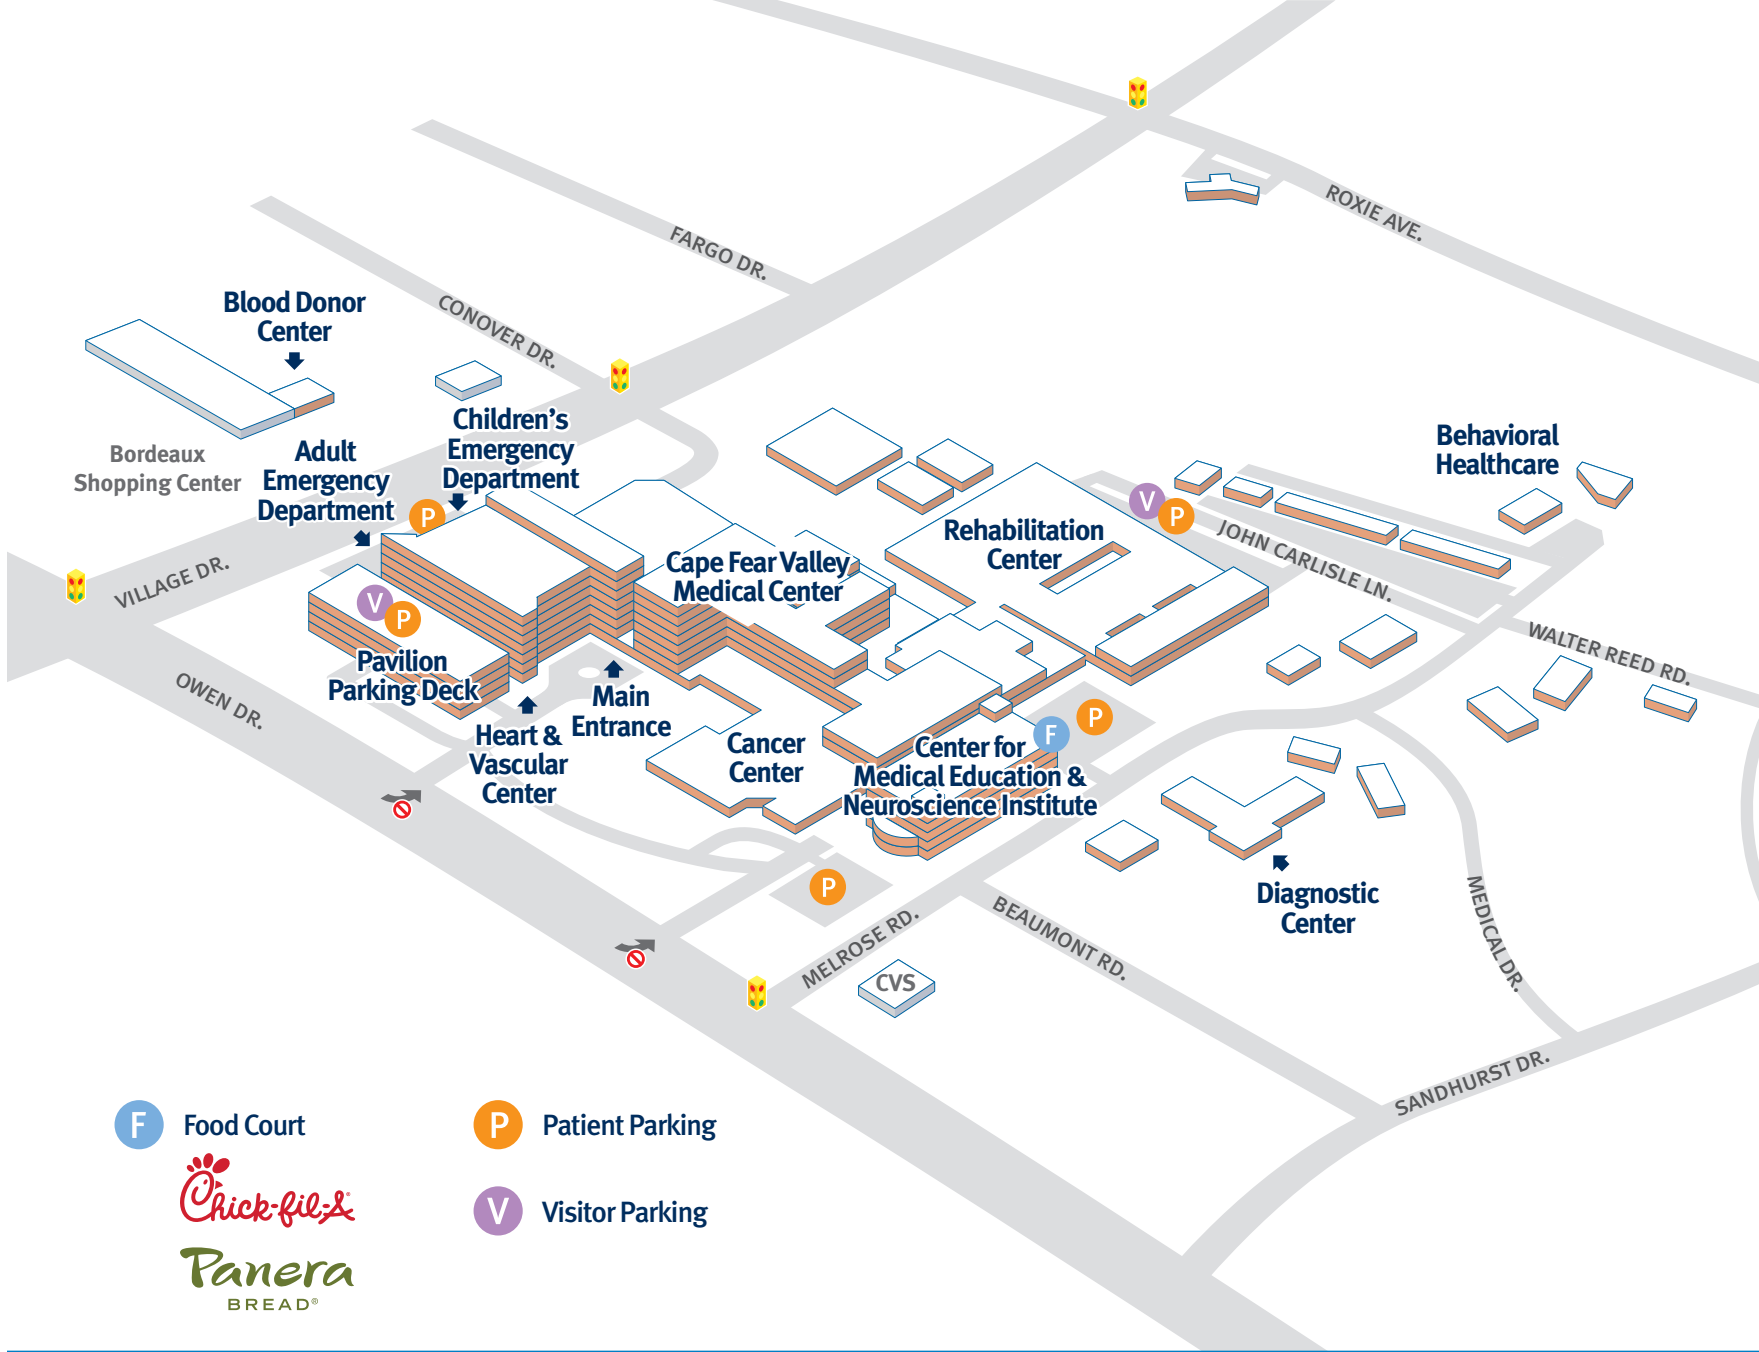 ROXIE AVE.
FARGO DR.
CONOVER DR.
Blood Donor
Center
Bordeaux
Shopping Center
Adult
Emergency
Department
Children's
Emergency
Department
P
Behavioral
Healthcare
V
P
JOHN CARLISLE LN.
Rehabilitation
Center
Cape Fear Valley
Medical Center
VILLAGE DR.
V
P
Pavilion
Parking Deck
OWEN DR.
Main
Entrance
Heart &
Vascular
Center
Cancer
Center
WALTER REED RD.
F
P
Center for
Medical Education &
Neuroscience Institute
P
MELROSE RD.
BEAUMONT RD.
Diagnostic
Center
MEDICAL DR.
CVS
SANDHURST DR.
F Food Court
Chick-fil-A®
Panera
BREAD®
P Patient Parking
V Visitor Parking